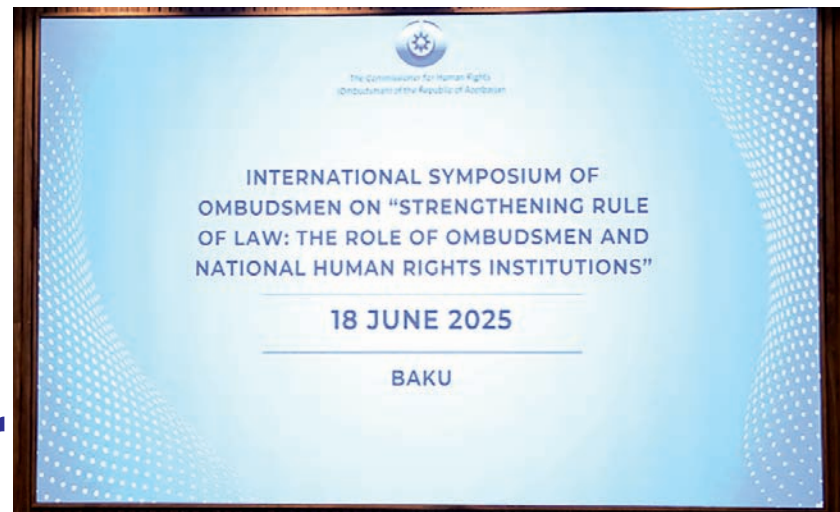 The Commissioner for Human Rights
(Ombudsman) of the Republic of Azerbaijan
INTERNATIONAL SYMPOSIUM OF
OMBUDSMEN ON “STRENGTHENING RULE
OF LAW: THE ROLE OF OMBUDSMEN AND
NATIONAL HUMAN RIGHTS INSTITUTIONS”
18 JUNE 2025
BAKU